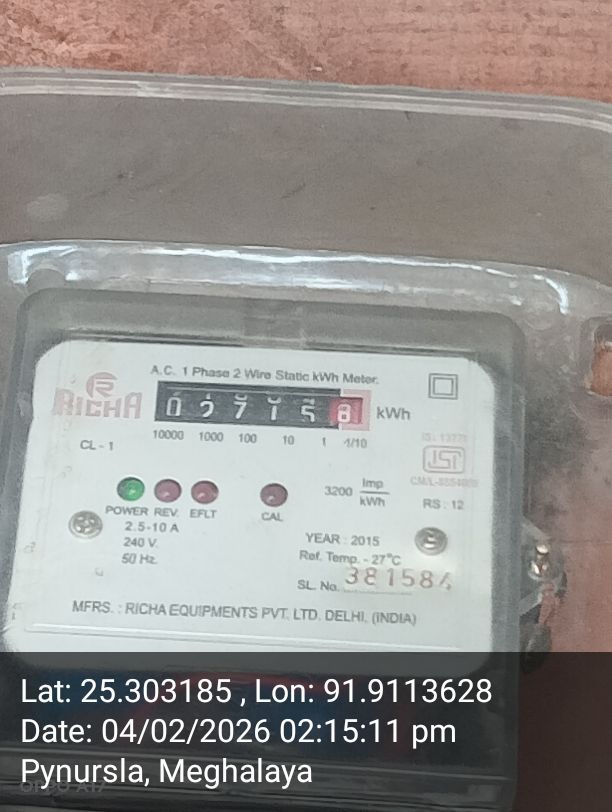 A.C. 1 Phase 2 Wire Static kWh Meter.
RICHA
0 2 7 1 5 8 kWh
10000 1000 100 10 1 1/10
CL - 1
IS : 13779
ISI
3200 Imp/kWh
RS : 12
POWER REV. EFLT CAL
2.5-10 A
240 V.
50 Hz.
YEAR : 2015
Ref. Temp. - 27°C
SL. No. 381584
MFRS. : RICHA EQUIPMENTS PVT. LTD. DELHI. (INDIA)
Lat: 25.303185 , Lon: 91.9113628
Date: 04/02/2026 02:15:11 pm
Pynursla, Meghalaya